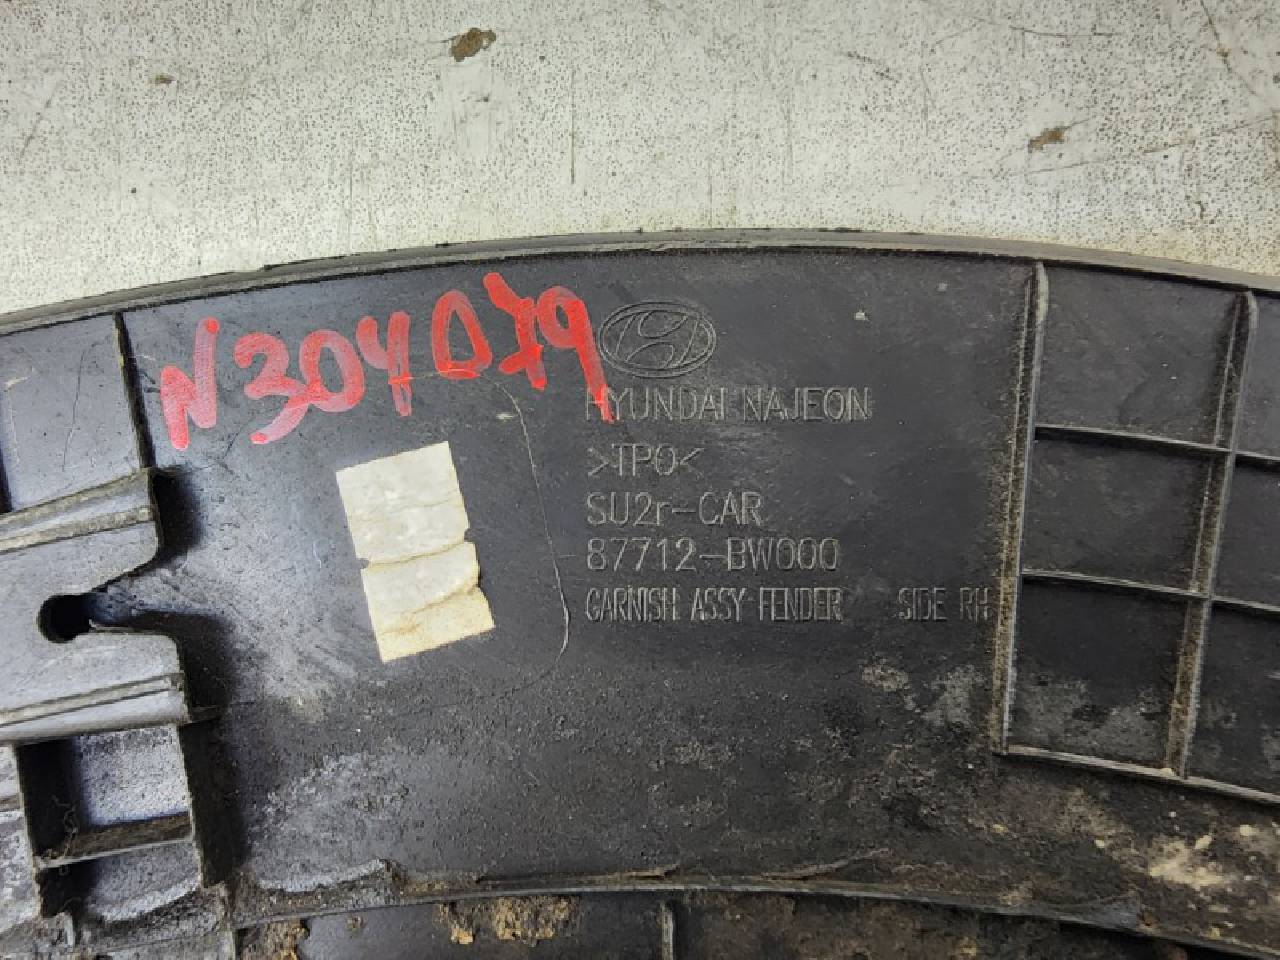 N304079
HYUNDAI NAJEON
>TPO<
SU2r-CAR
87712-BW000
GARNISH ASSY-FENDER SIDE RH